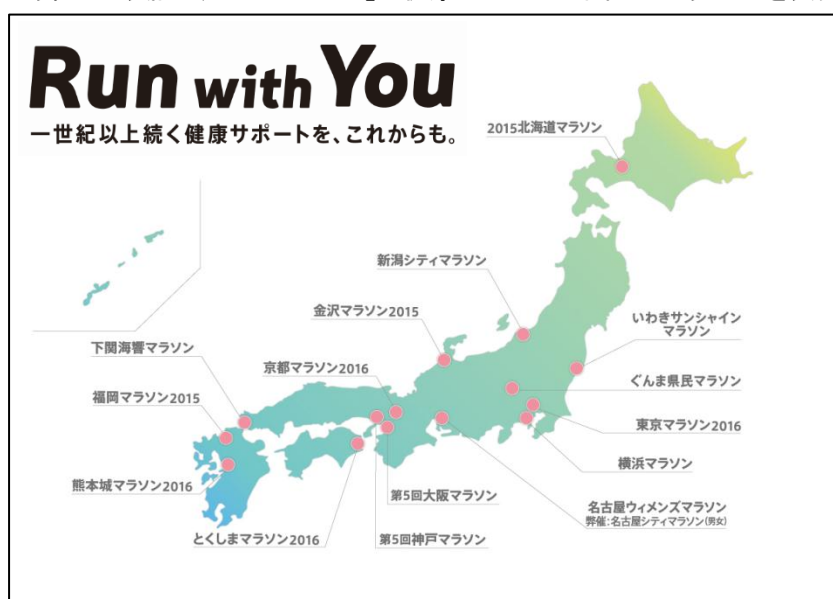 Run with You
一世紀以上続く健康サポートを、これからも。
2015北海道マラソン
新潟シティマラソン
金沢マラソン2015
いわきサンシャイン
マラソン
下関海響マラソン
京都マラソン2016
ぐんま県民マラソン
福岡マラソン2015
東京マラソン2016
横浜マラソン
熊本城マラソン2016
第5回大阪マラソン
名古屋ウィメンズマラソン
弊催:名古屋シティマラソン(男女)
とくしまマラソン2016
第5回神戸マラソン